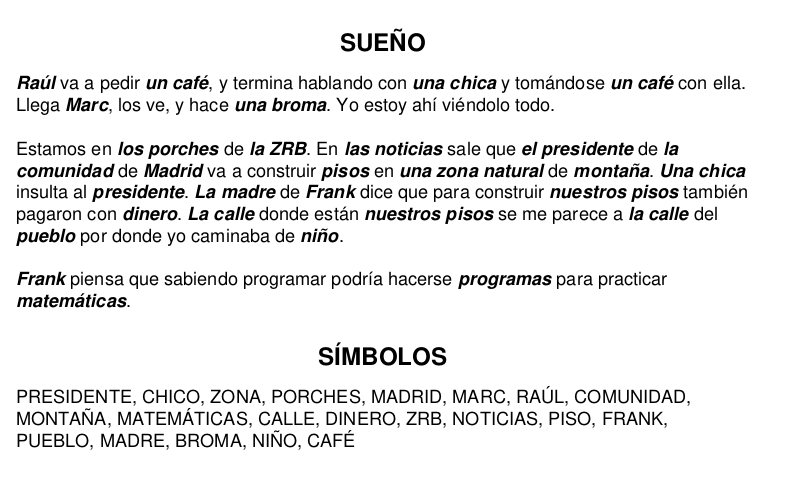 SUEÑO
Raúl va a pedir un café, y termina hablando con una chica y tomándose un café con ella.
Llega Marc, los ve, y hace una broma. Yo estoy ahí viéndolo todo.
Estamos en los porches de la ZRB. En las noticias sale que el presidente de la
comunidad de Madrid va a construir pisos en una zona natural de montaña. Una chica
insulta al presidente. La madre de Frank dice que para construir nuestros pisos también
pagaron con dinero. La calle donde están nuestros pisos se me parece a la calle del
pueblo por donde yo caminaba de niño.
Frank piensa que sabiendo programar podría hacerse programas para practicar
matemáticas.
SÍMBOLOS
PRESIDENTE, CHICO, ZONA, PORCHES, MADRID, MARC, RAÚL, COMUNIDAD,
MONTAÑA, MATEMÁTICAS, CALLE, DINERO, ZRB, NOTICIAS, PISO, FRANK,
PUEBLO, MADRE, BROMA, NIÑO, CAFÉ